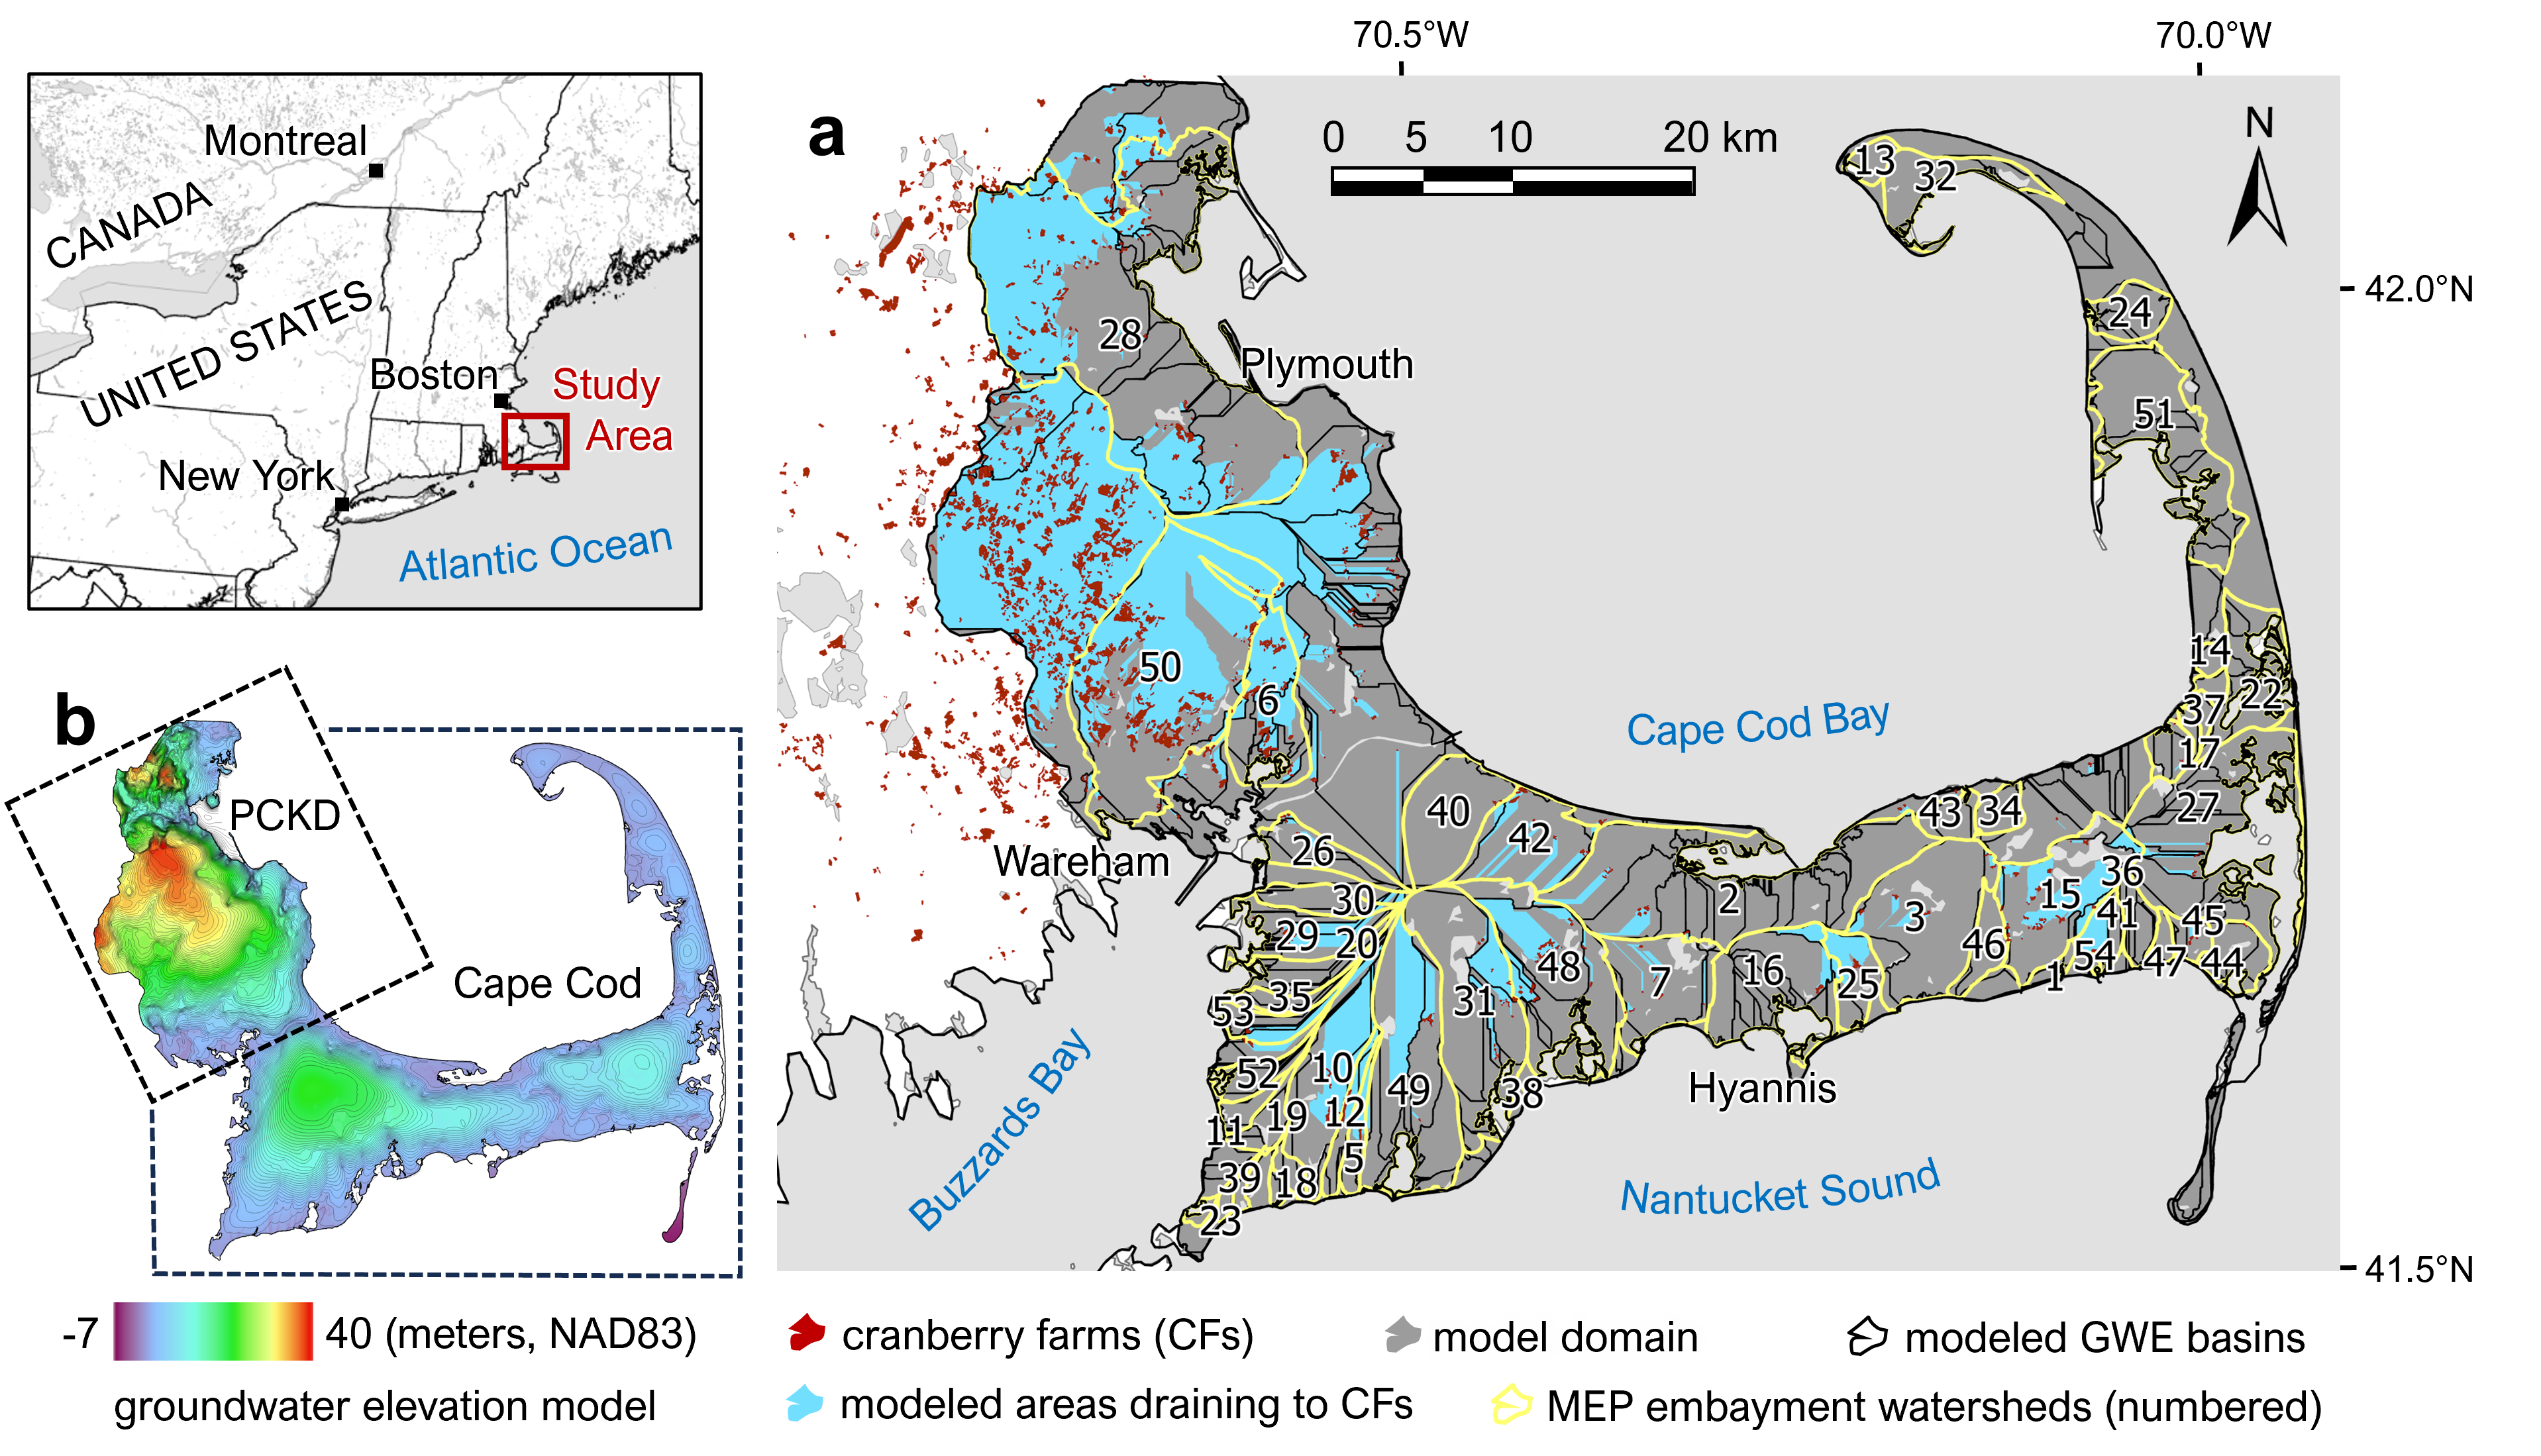 Montreal
CANADA
UNITED STATES
Boston
Study
Area
New York
Atlantic Ocean
b
PCKD
Cape Cod
-7
40 (meters, NAD83)
groundwater elevation model
70.5°W
70.0°W
a
0 5 10 20 km
N
42.0°N
41.5°N
13
32
24
28
Plymouth
51
50
6
14
22
37
17
Cape Cod Bay
27
40
42
43
34
26
Wareham
36
30
2
3
15
41
45
29
20
46
54
47
44
48
7
16
25
1
35
31
53
52
10
49
38
Hyannis
19
12
11
5
39
18
23
Buzzards Bay
Nantucket Sound
cranberry farms (CFs)
model domain
modeled GWE basins
modeled areas draining to CFs
MEP embayment watersheds (numbered)